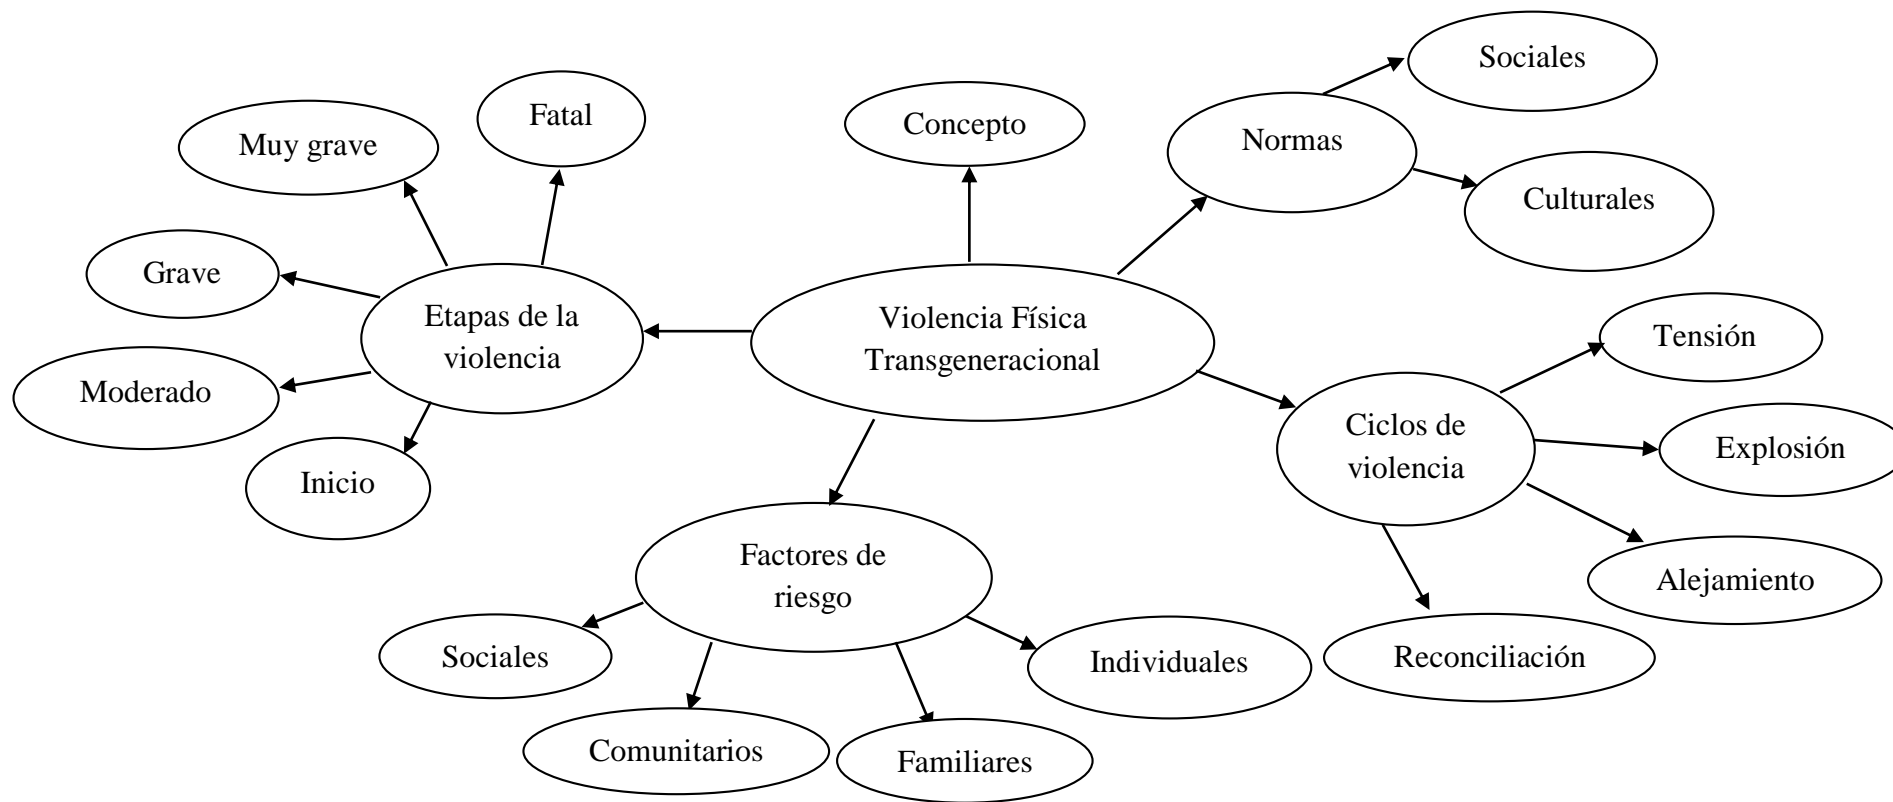 Sociales
Fatal
Concepto
Normas
Muy grave
Culturales
Grave
Etapas de la
violencia
Violencia Física
Transgeneracional
Tensión
Moderado
Ciclos de
violencia
Explosión
Inicio
Factores de
riesgo
Alejamiento
Sociales
Individuales
Reconciliación
Comunitarios
Familiares